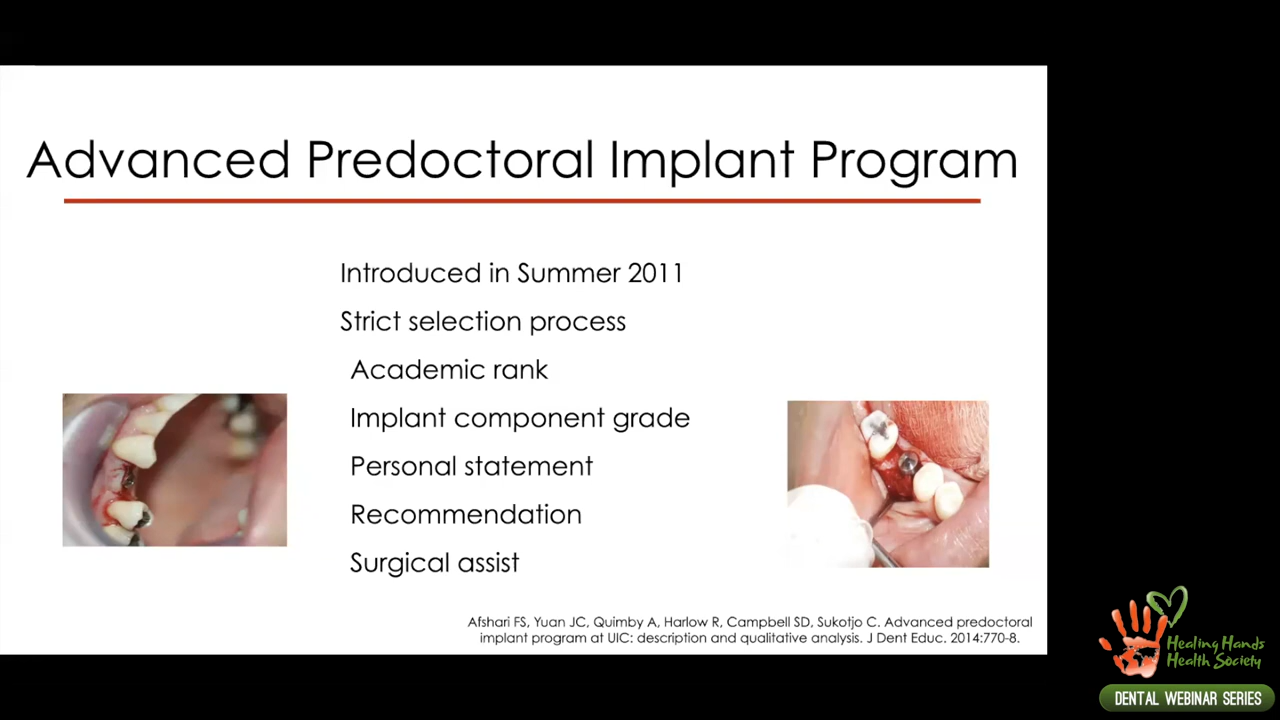 Advanced Predoctoral Implant Program
Introduced in Summer 2011
Strict selection process
Academic rank
Implant component grade
Personal statement
Recommendation
Surgical assist
Afshari FS, Yuan JC, Quimby A, Harlow R, Campbell SD, Sukotjo C. Advanced predoctoral
implant program at UIC: description and qualitative analysis. J Dent Educ. 2014:770-8.
Healing Hands
Health Society
DENTAL WEBINAR SERIES